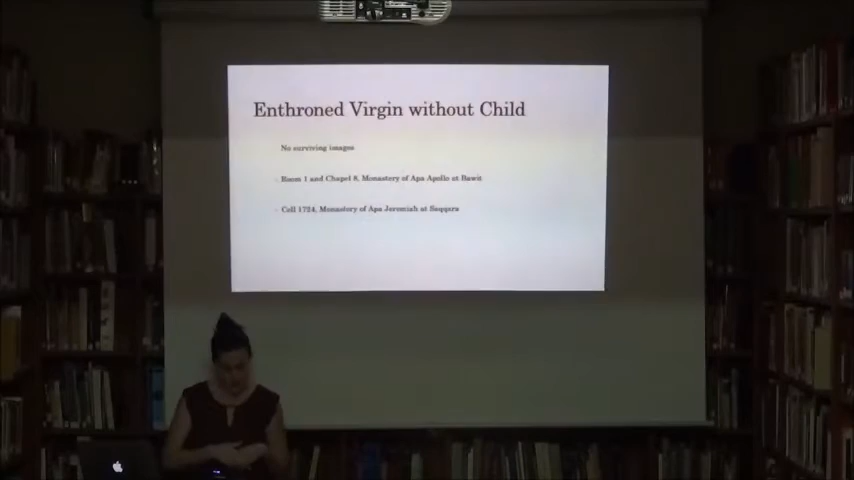 Enthroned Virgin without Child
No surviving images
- Room 1 and Chapel 8, Monastery of Apa Apollo at Bawit
- Cell 1724, Monastery of Apa Jeremiah at Saqqara